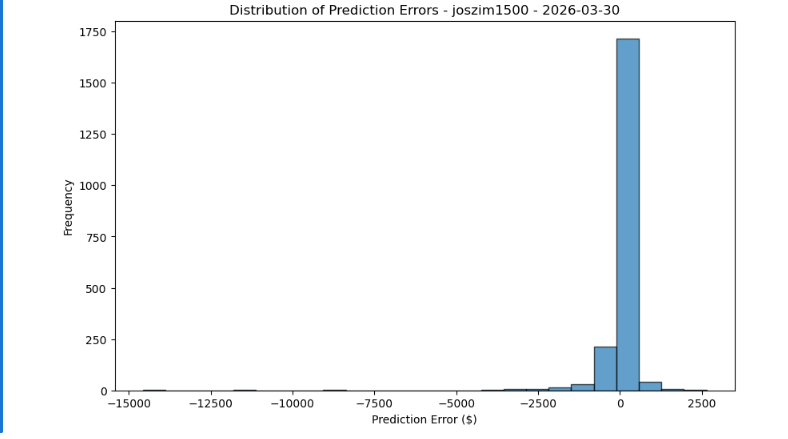 Distribution of Prediction Errors - joszim1500 - 2026-03-30
1750
1500
1250
1000
750
500
250
0
Frequency
−15000 −12500 −10000 −7500 −5000 −2500 0 2500
Prediction Error ($)